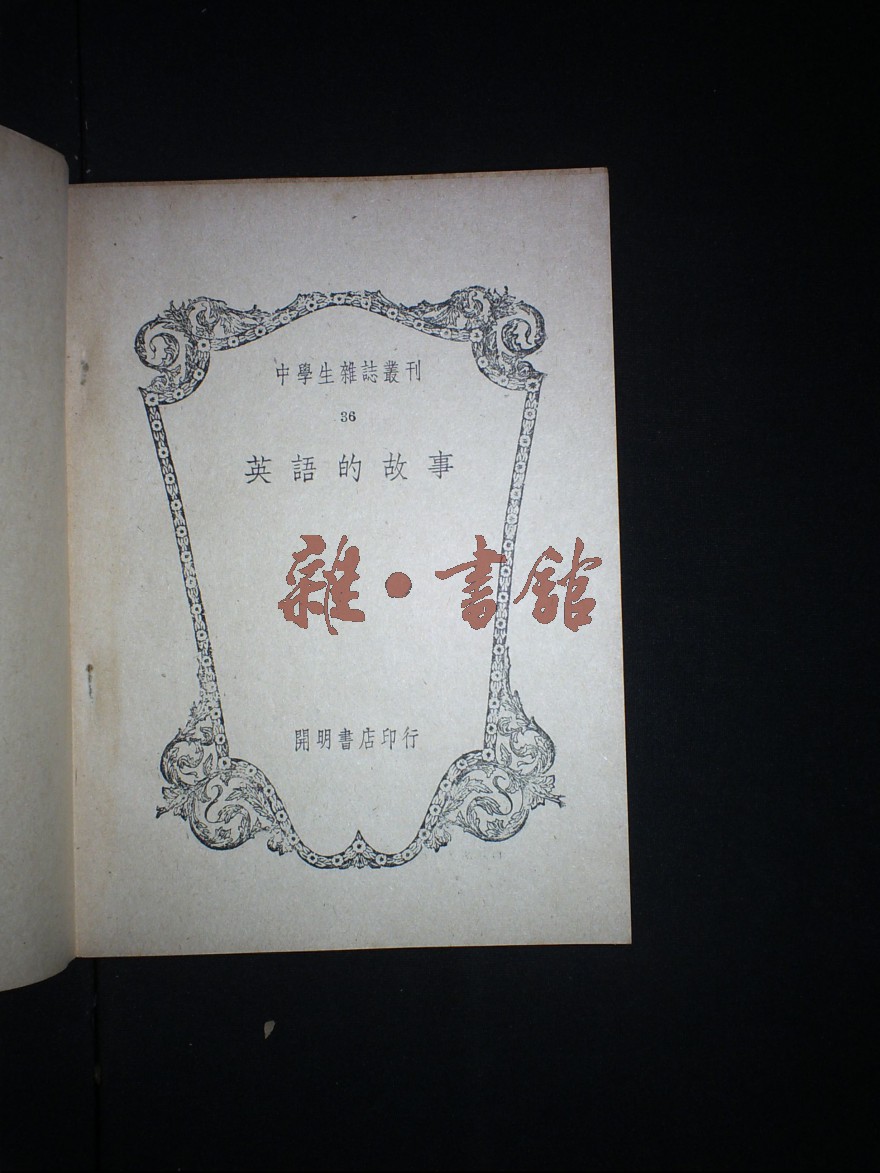 中學生雜誌叢刊
36
英語的故事
雜·書館
開明書店印行